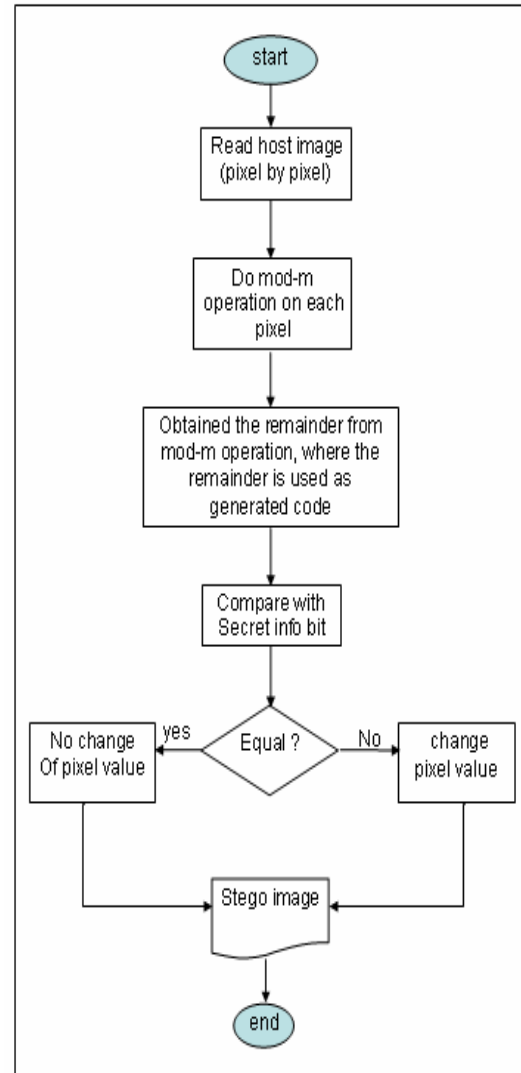 start
Read host image
(pixel by pixel)
Do mod-m
operation on each
pixel
Obtained the remainder from
mod-m operation, where the
remainder is used as
generated code
Compare with
Secret info bit
Equal ?
yes
No
No change
Of pixel value
change
pixel value
Stego image
end